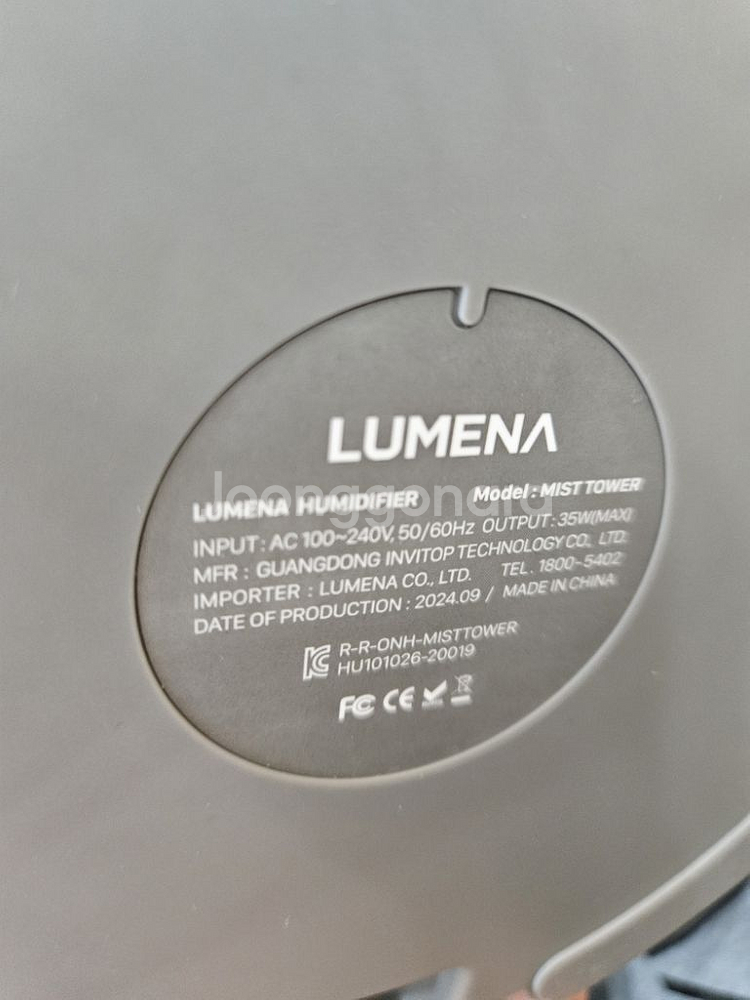 LUMENA
LUMENA HUMIDIFIER Model : MIST TOWER
INPUT : AC 100~240V, 50/60Hz OUTPUT : 35W(MAX)
MFR : GUANGDONG INVITOP TECHNOLOGY CO., LTD.
IMPORTER : LUMENA CO., LTD. TEL. 1800-5402
DATE OF PRODUCTION : 2024.09 / MADE IN CHINA
R-R-ONH-MISTTOWER
HU101026-20019
FC CE
loonggonara